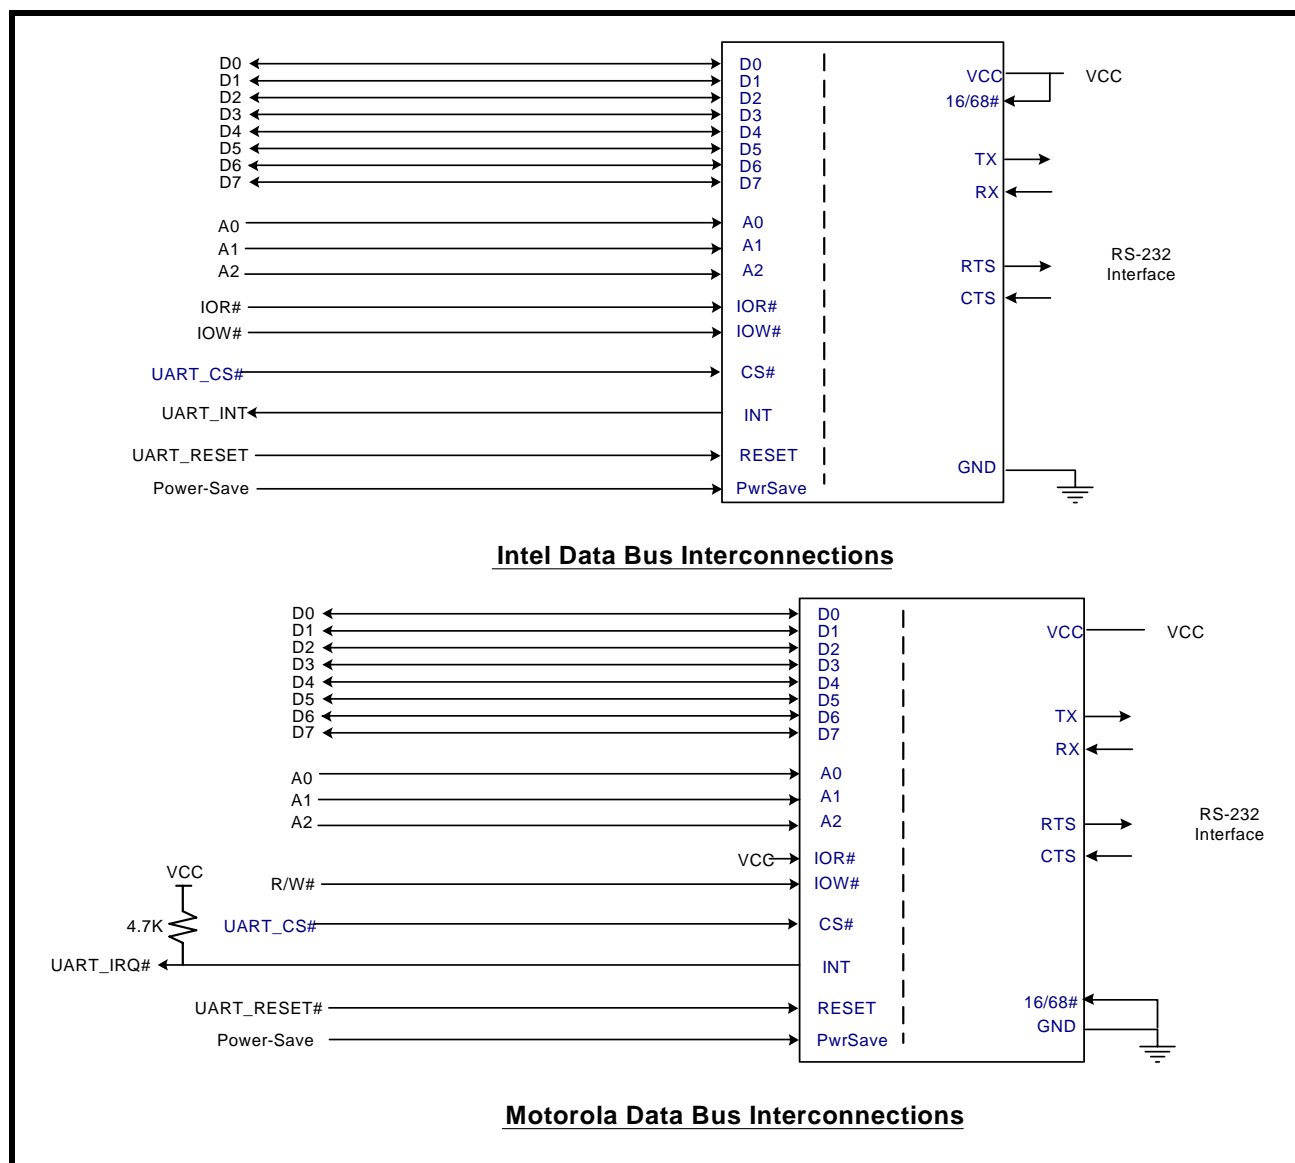 D0 D0
D1 D1
D2 D2
D3 D3
D4 D4
D5 D5
D6 D6
D7 D7
A0 A0
A1 A1
A2 A2
IOR# IOR#
IOW# IOW#
UART_CS# CS#
UART_INT INT
UART_RESET RESET
Power-Save PwrSave
VCC VCC
16/68#
TX
RX
RTS
CTS
RS-232
Interface
GND
Intel Data Bus Interconnections
D0 D0
D1 D1
D2 D2
D3 D3
D4 D4
D5 D5
D6 D6
D7 D7
A0 A0
A1 A1
A2 A2
VCC IOR#
R/W# IOW#
VCC
4.7K
UART_CS# CS#
UART_IRQ# INT
UART_RESET# RESET
Power-Save PwrSave
VCC VCC
TX
RX
RTS
CTS
RS-232
Interface
16/68#
GND
Motorola Data Bus Interconnections